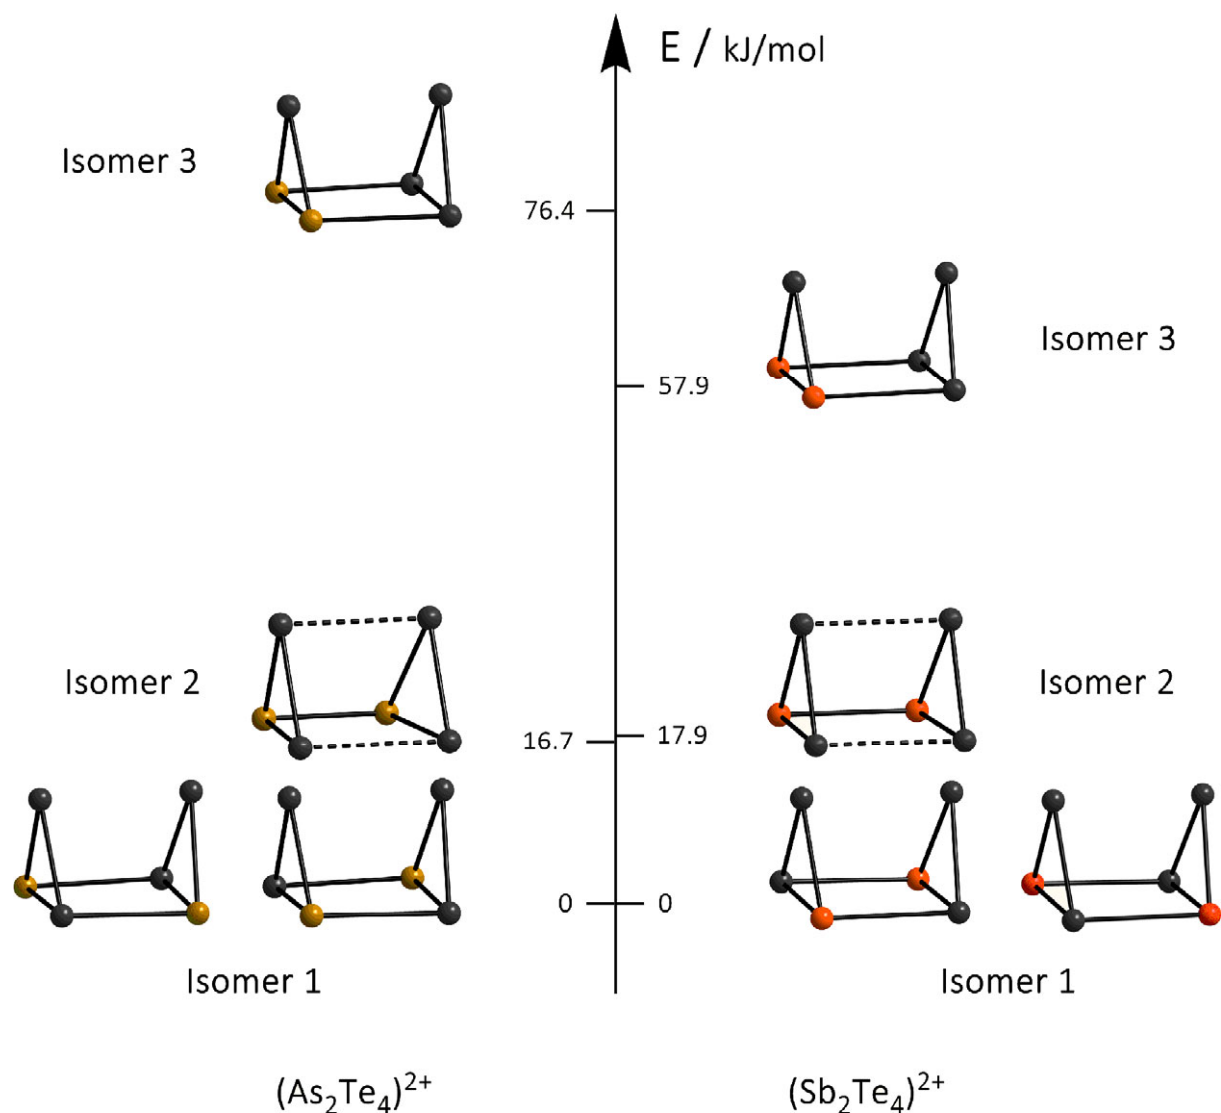 E / kJ/mol
Isomer 3
76.4
Isomer 3
57.9
Isomer 2
Isomer 2
16.7
17.9
0
0
Isomer 1
Isomer 1
(As₂Te₄)²⁺
(Sb₂Te₄)²⁺